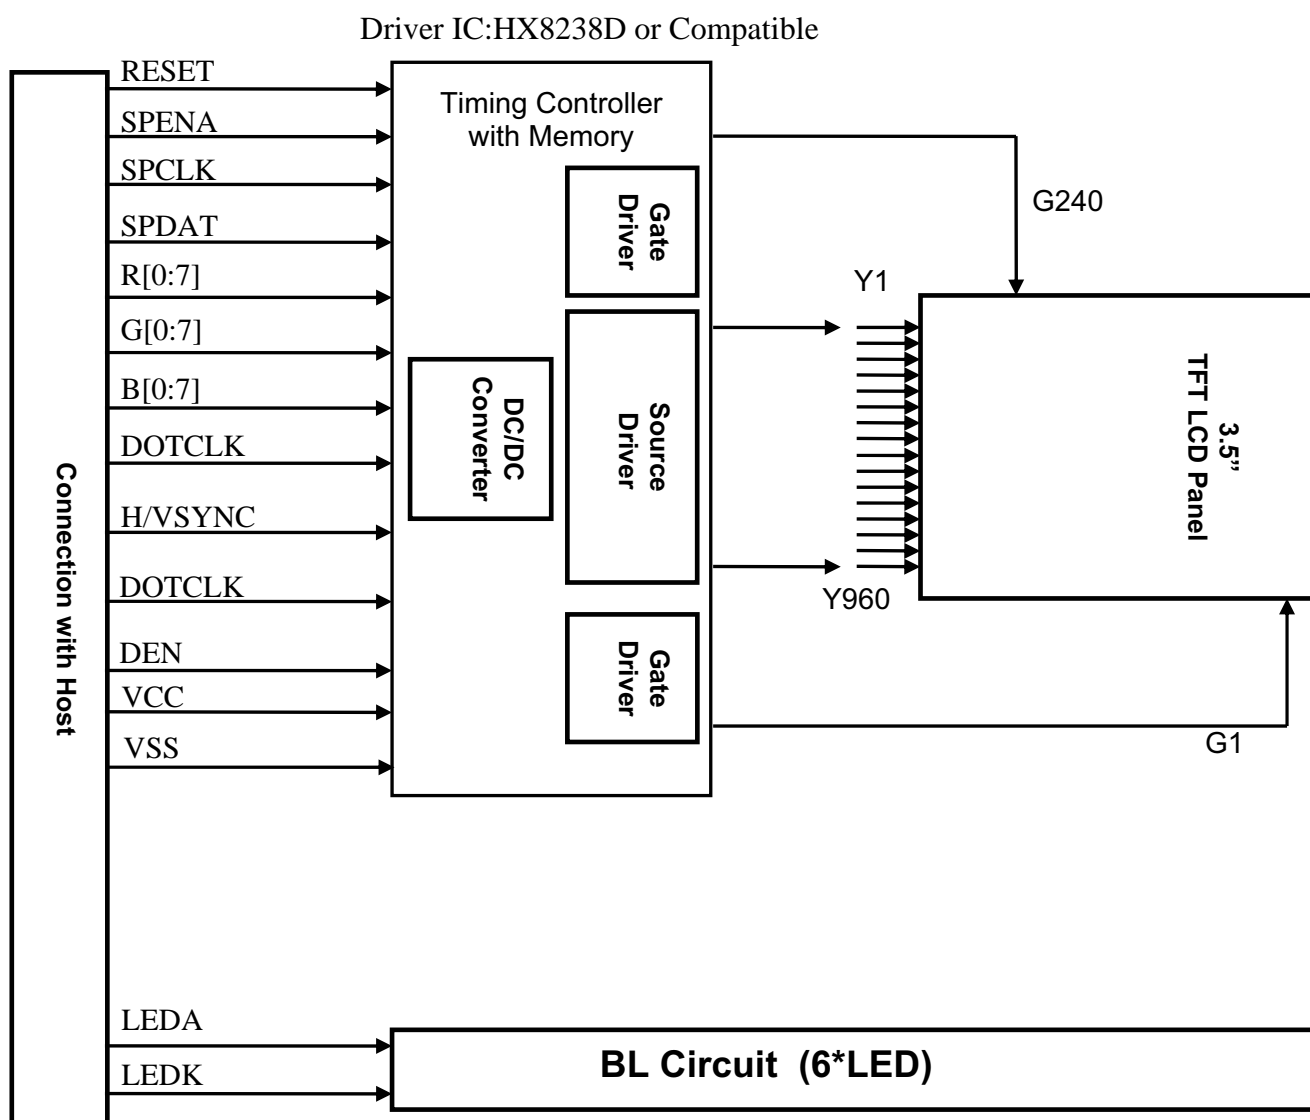 Driver IC:HX8238D or Compatible
Connection with Host
RESET
SPENA
SPCLK
SPDAT
R[0:7]
G[0:7]
B[0:7]
DOTCLK
H/VSYNC
DOTCLK
DEN
VCC
VSS
Timing Controller
with Memory
Gate
Driver
DC/DC
Converter
Source
Driver
Gate
Driver
G240
Y1
Y960
G1
3.5”
TFT LCD Panel
LEDA
LEDK
BL Circuit (6*LED)